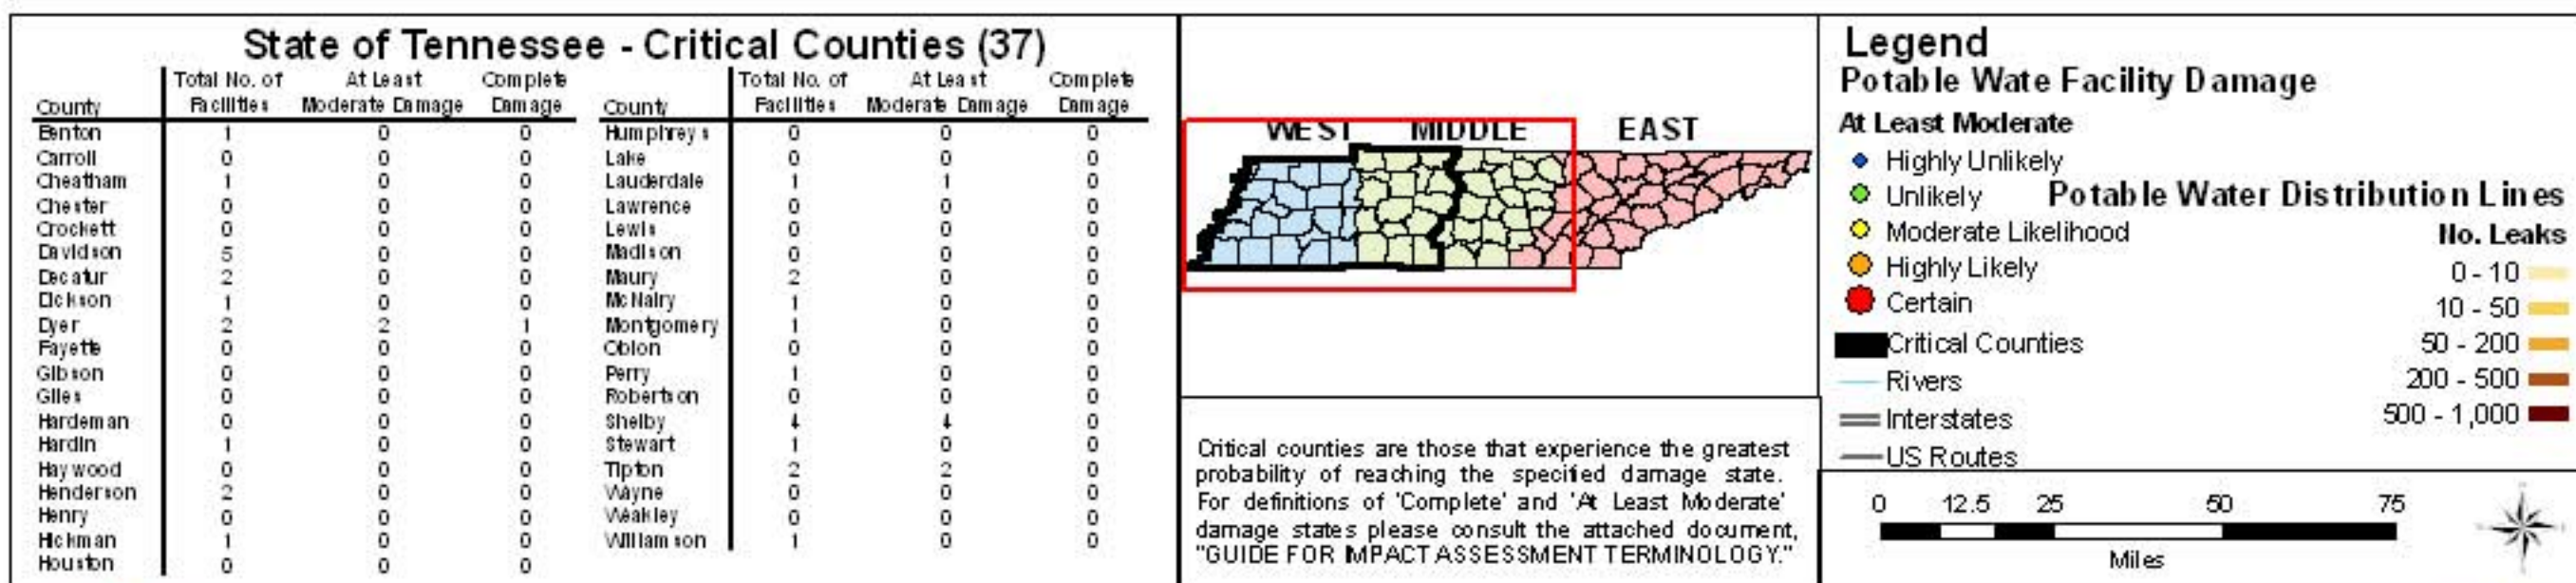 State of Tennessee - Critical Counties (37)
County Total No. of Facilities At Least Moderate Damage Complete Damage
Benton 1 0 0
Carroll 0 0 0
Cheatham 1 0 0
Chester 0 0 0
Crockett 0 0 0
Davidson 5 0 0
Decatur 2 0 0
Dickson 1 0 0
Dyer 2 2 1
Fayette 0 0 0
Gibson 0 0 0
Giles 0 0 0
Hardeman 0 0 0
Hardin 1 0 0
Haywood 0 0 0
Henderson 2 0 0
Henry 0 0 0
Hickman 1 0 0
Houston 0 0 0
County Total No. of Facilities At Least Moderate Damage Complete Damage
Humphreys 0 0 0
Lake 0 0 0
Lauderdale 1 1 0
Lawrence 0 0 0
Lewis 0 0 0
Madison 0 0 0
Maury 2 0 0
McNairy 1 0 0
Montgomery 1 0 0
Obion 0 0 0
Perry 1 0 0
Robertson 0 0 0
Shelby 4 4 0
Stewart 1 0 0
Tipton 2 2 0
Wayne 0 0 0
Weakley 0 0 0
Williamson 1 0 0
WEST MIDDLE EAST
Critical counties are those that experience the greatest
probability of reaching the specified damage state.
For definitions of 'Complete' and 'At Least Moderate'
damage states please consult the attached document,
"GUIDE FOR IMPACT ASSESSMENT TERMINOLOGY."
Legend
Potable Wate Facility Damage
At Least Moderate
Highly Unlikely
Unlikely
Moderate Likelihood
Highly Likely
Certain
Critical Counties
Rivers
Interstates
US Routes
Potable Water Distribution Lines
No. Leaks
0 - 10
10 - 50
50 - 200
200 - 500
500 - 1,000
0 12.5 25 50 75
Miles